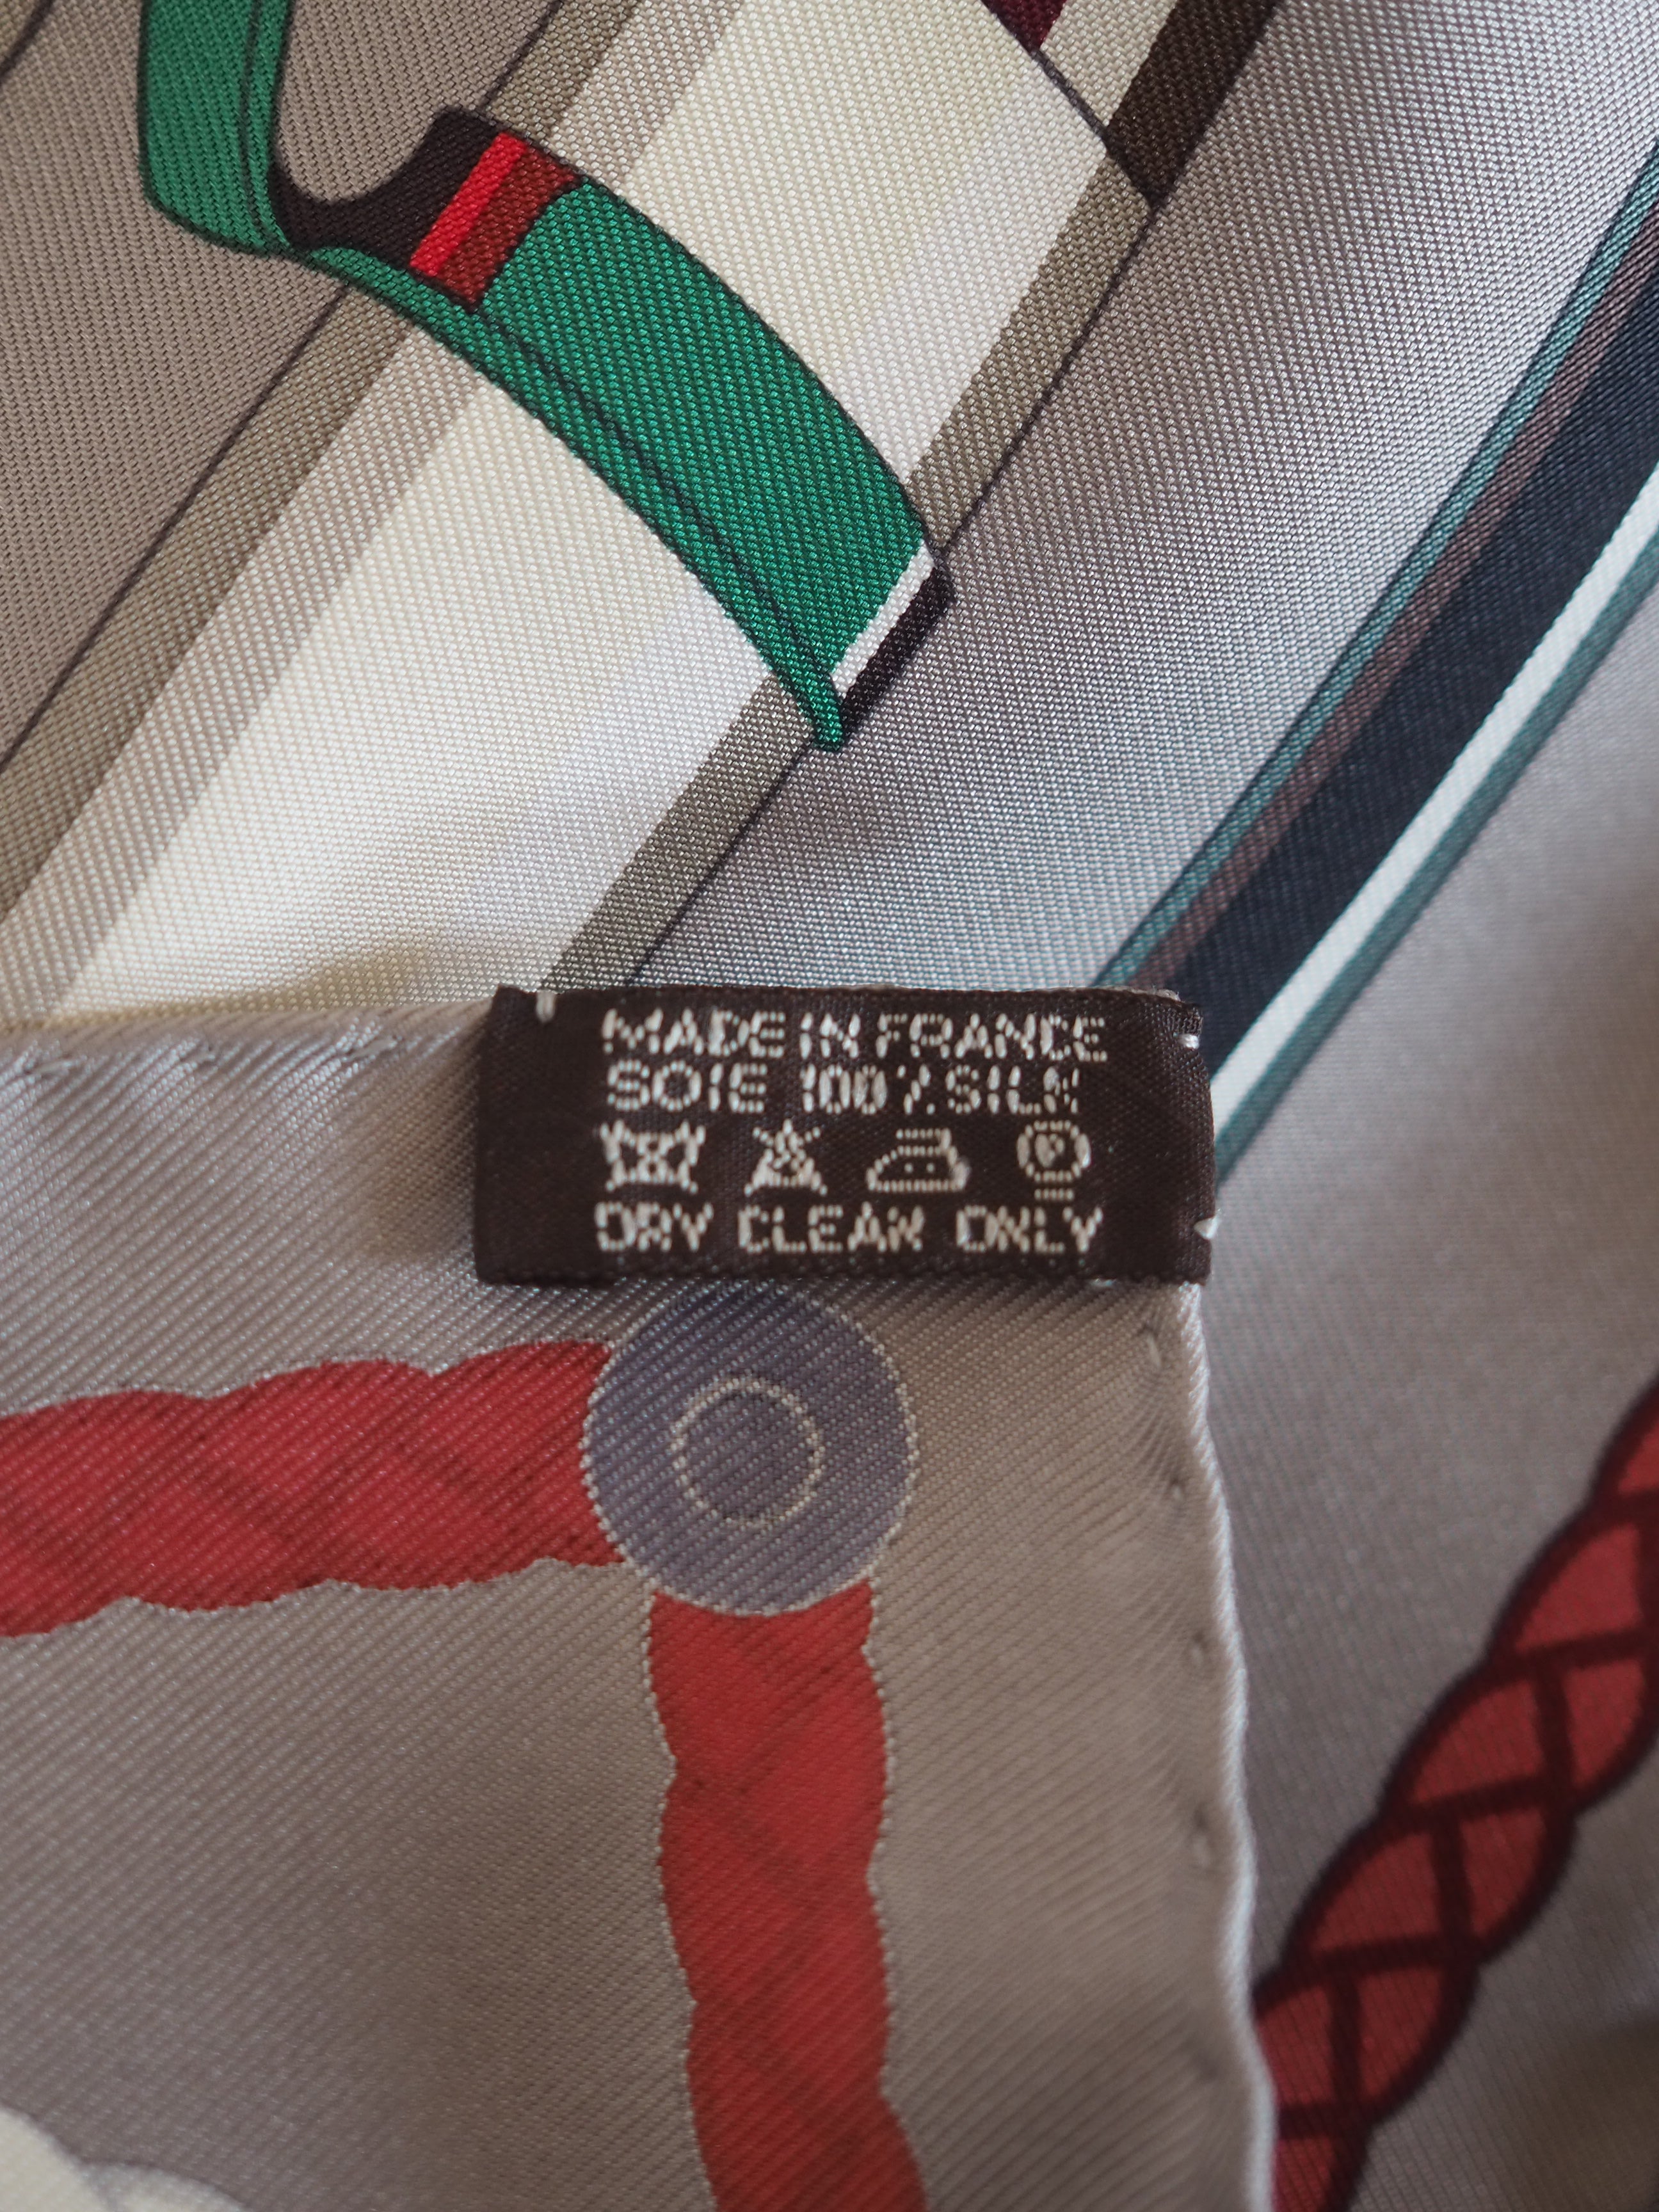 MADE IN FRANCE
SOIE 100% SILK
P
DRY CLEAN ONLY